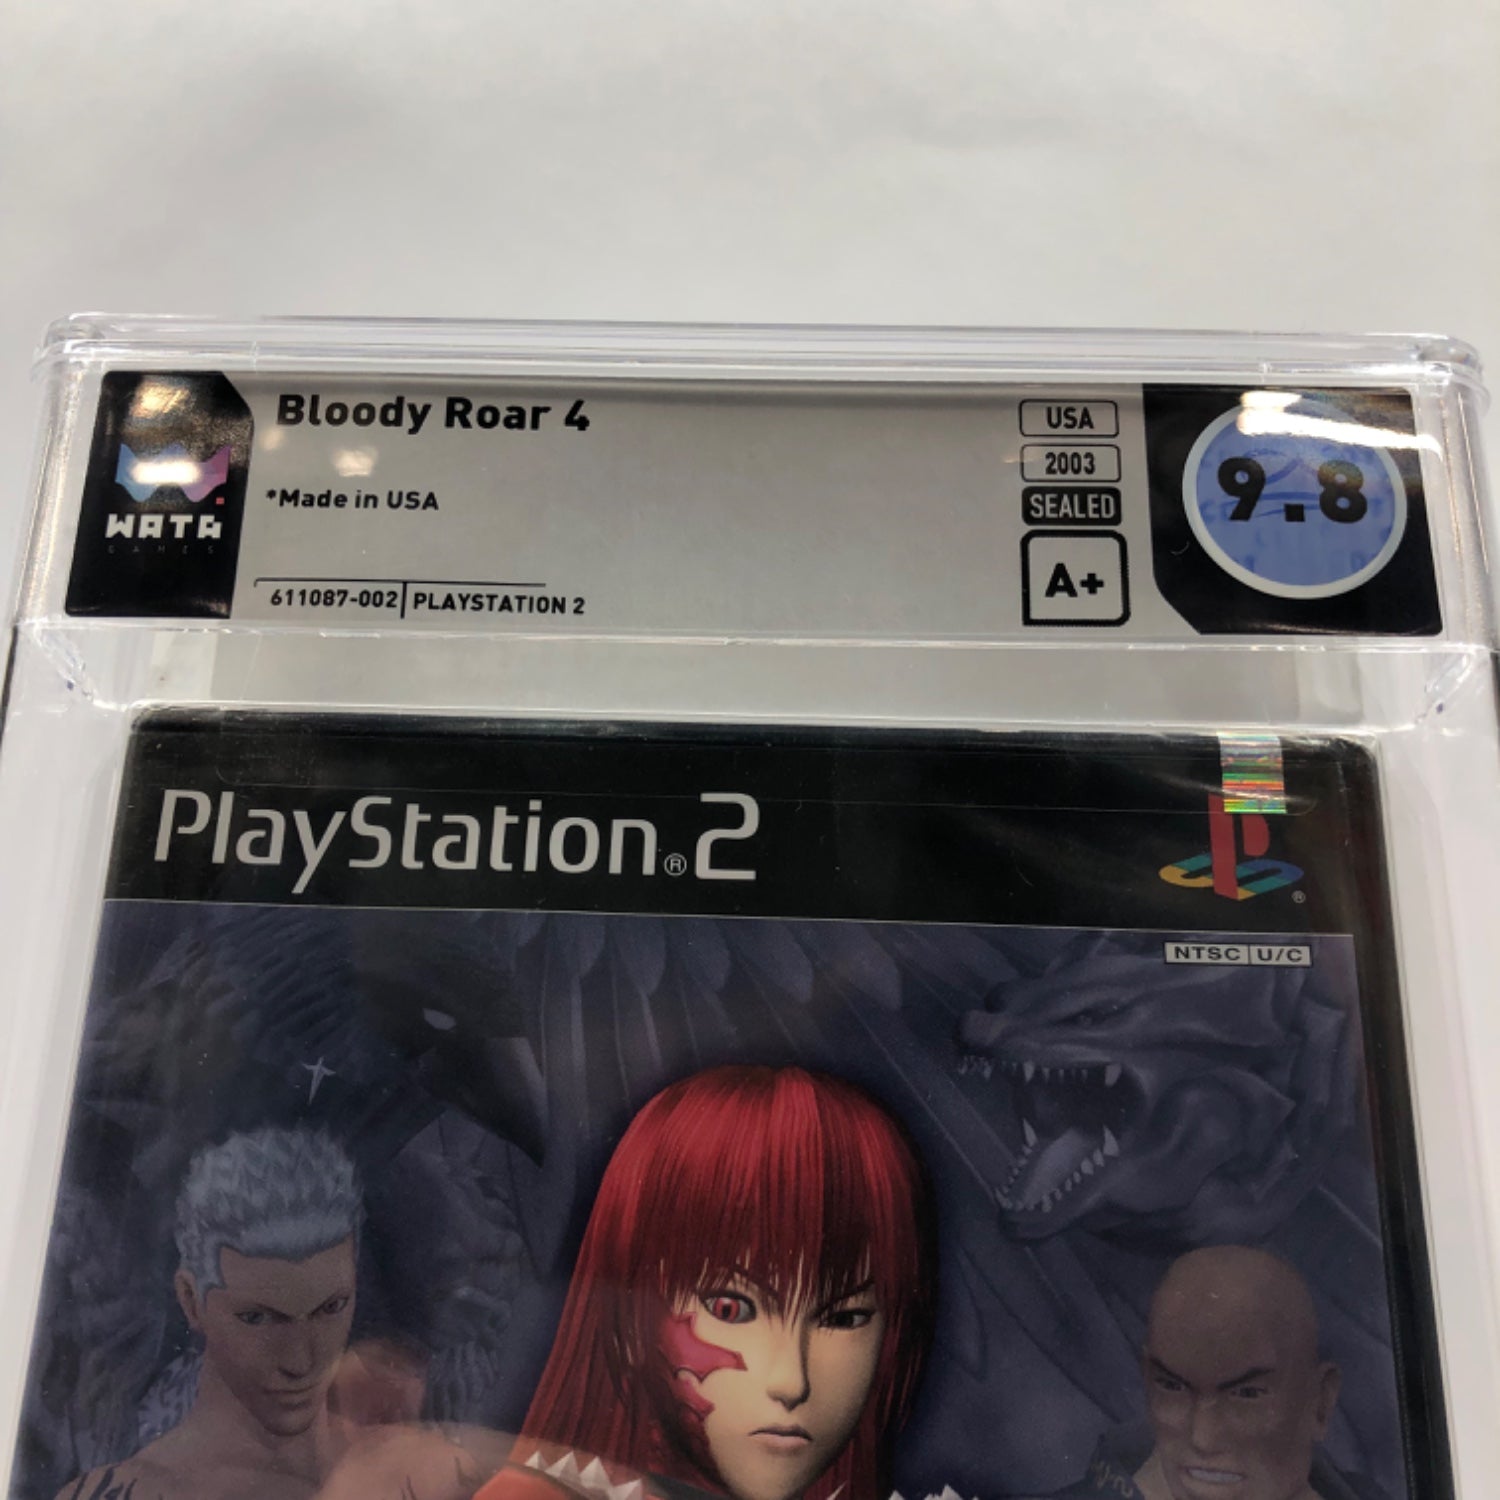 Bloody Roar 4
*Made in USA
611087-002 PLAYSTATION 2
WATA
GAMES
USA
2003
SEALED
A+
9.8
PlayStation®2
®
NTSC U/C